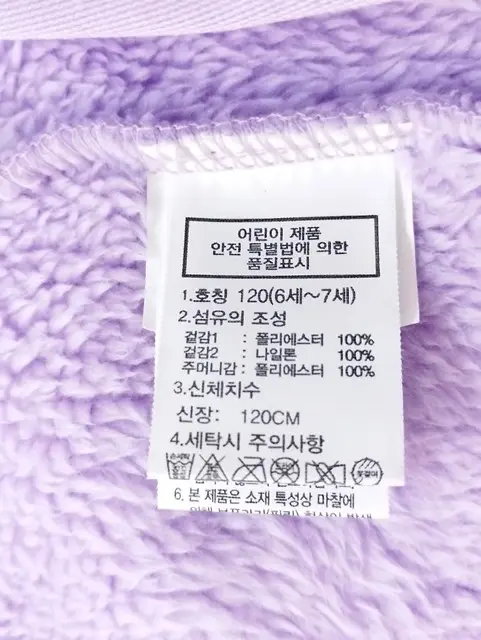 어린이 제품
안전 특별법에 의한
품질표시
1.호칭 120(6세~7세)
2.섬유의 조성
겉감1 : 폴리에스터 100%
겉감2 : 나일론 100%
주머니감 : 폴리에스터 100%
3.신체치수
신장: 120CM
4.세탁시 주의사항
손세탁
6. 본 제품은 소재 특성상 마찰에